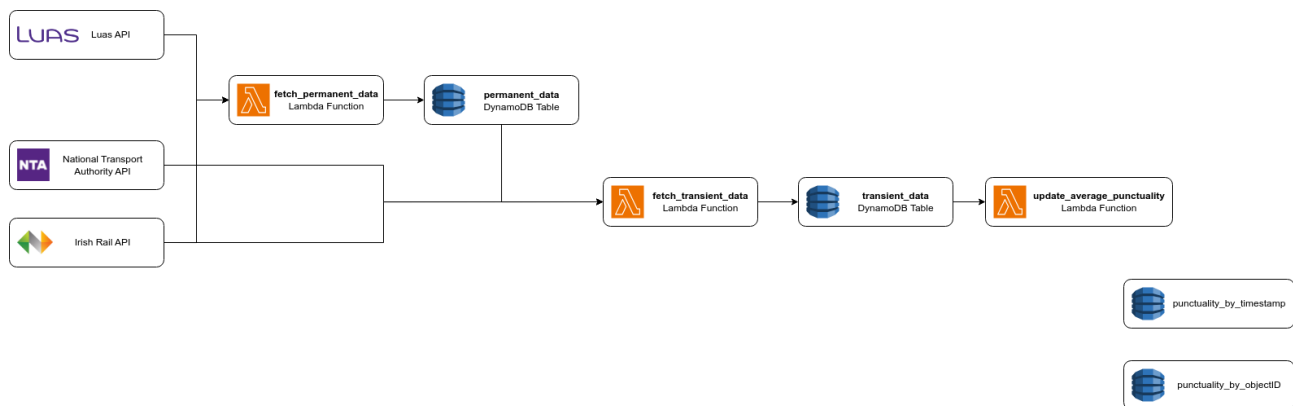 LUAS
Luas API
fetch_permanent_data
Lambda Function
permanent_data
DynamoDB Table
NTA
National Transport
Authority API
fetch_transient_data
Lambda Function
transient_data
DynamoDB Table
update_average_punctuality
Lambda Function
Irish Rail API
punctuality_by_timestamp
punctuality_by_objectID